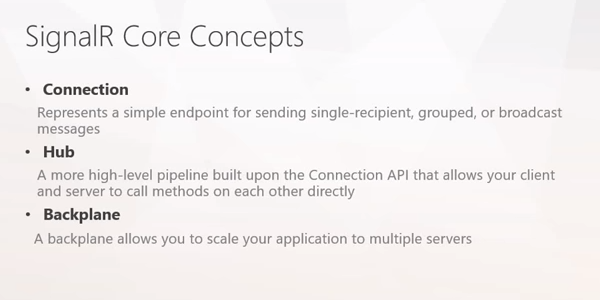 SignalR Core Concepts
• Connection
Represents a simple endpoint for sending single-recipient, grouped, or broadcast
messages
• Hub
A more high-level pipeline built upon the Connection API that allows your client
and server to call methods on each other directly
• Backplane
A backplane allows you to scale your application to multiple servers